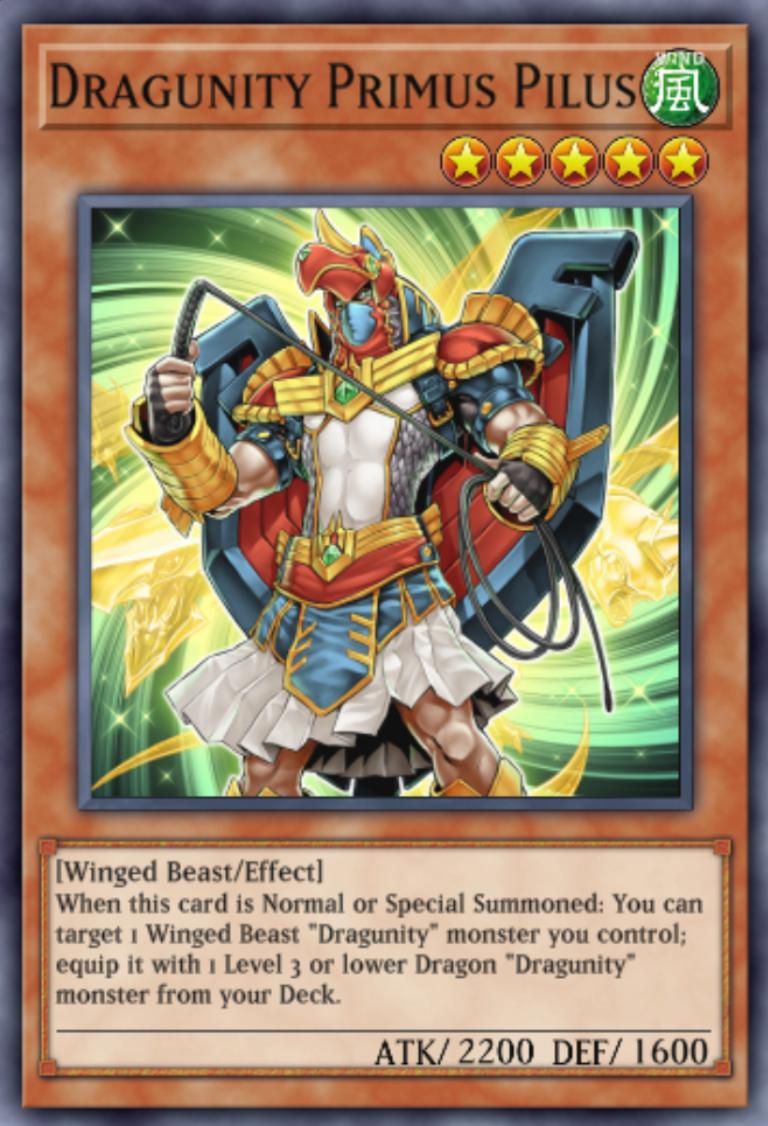 DRAGUNITY PRIMUS PILUS
WIND
風
[Winged Beast/Effect]
When this card is Normal or Special Summoned: You can
target 1 Winged Beast "Dragunity" monster you control;
equip it with 1 Level 3 or lower Dragon "Dragunity"
monster from your Deck.
ATK/ 2200 DEF/ 1600